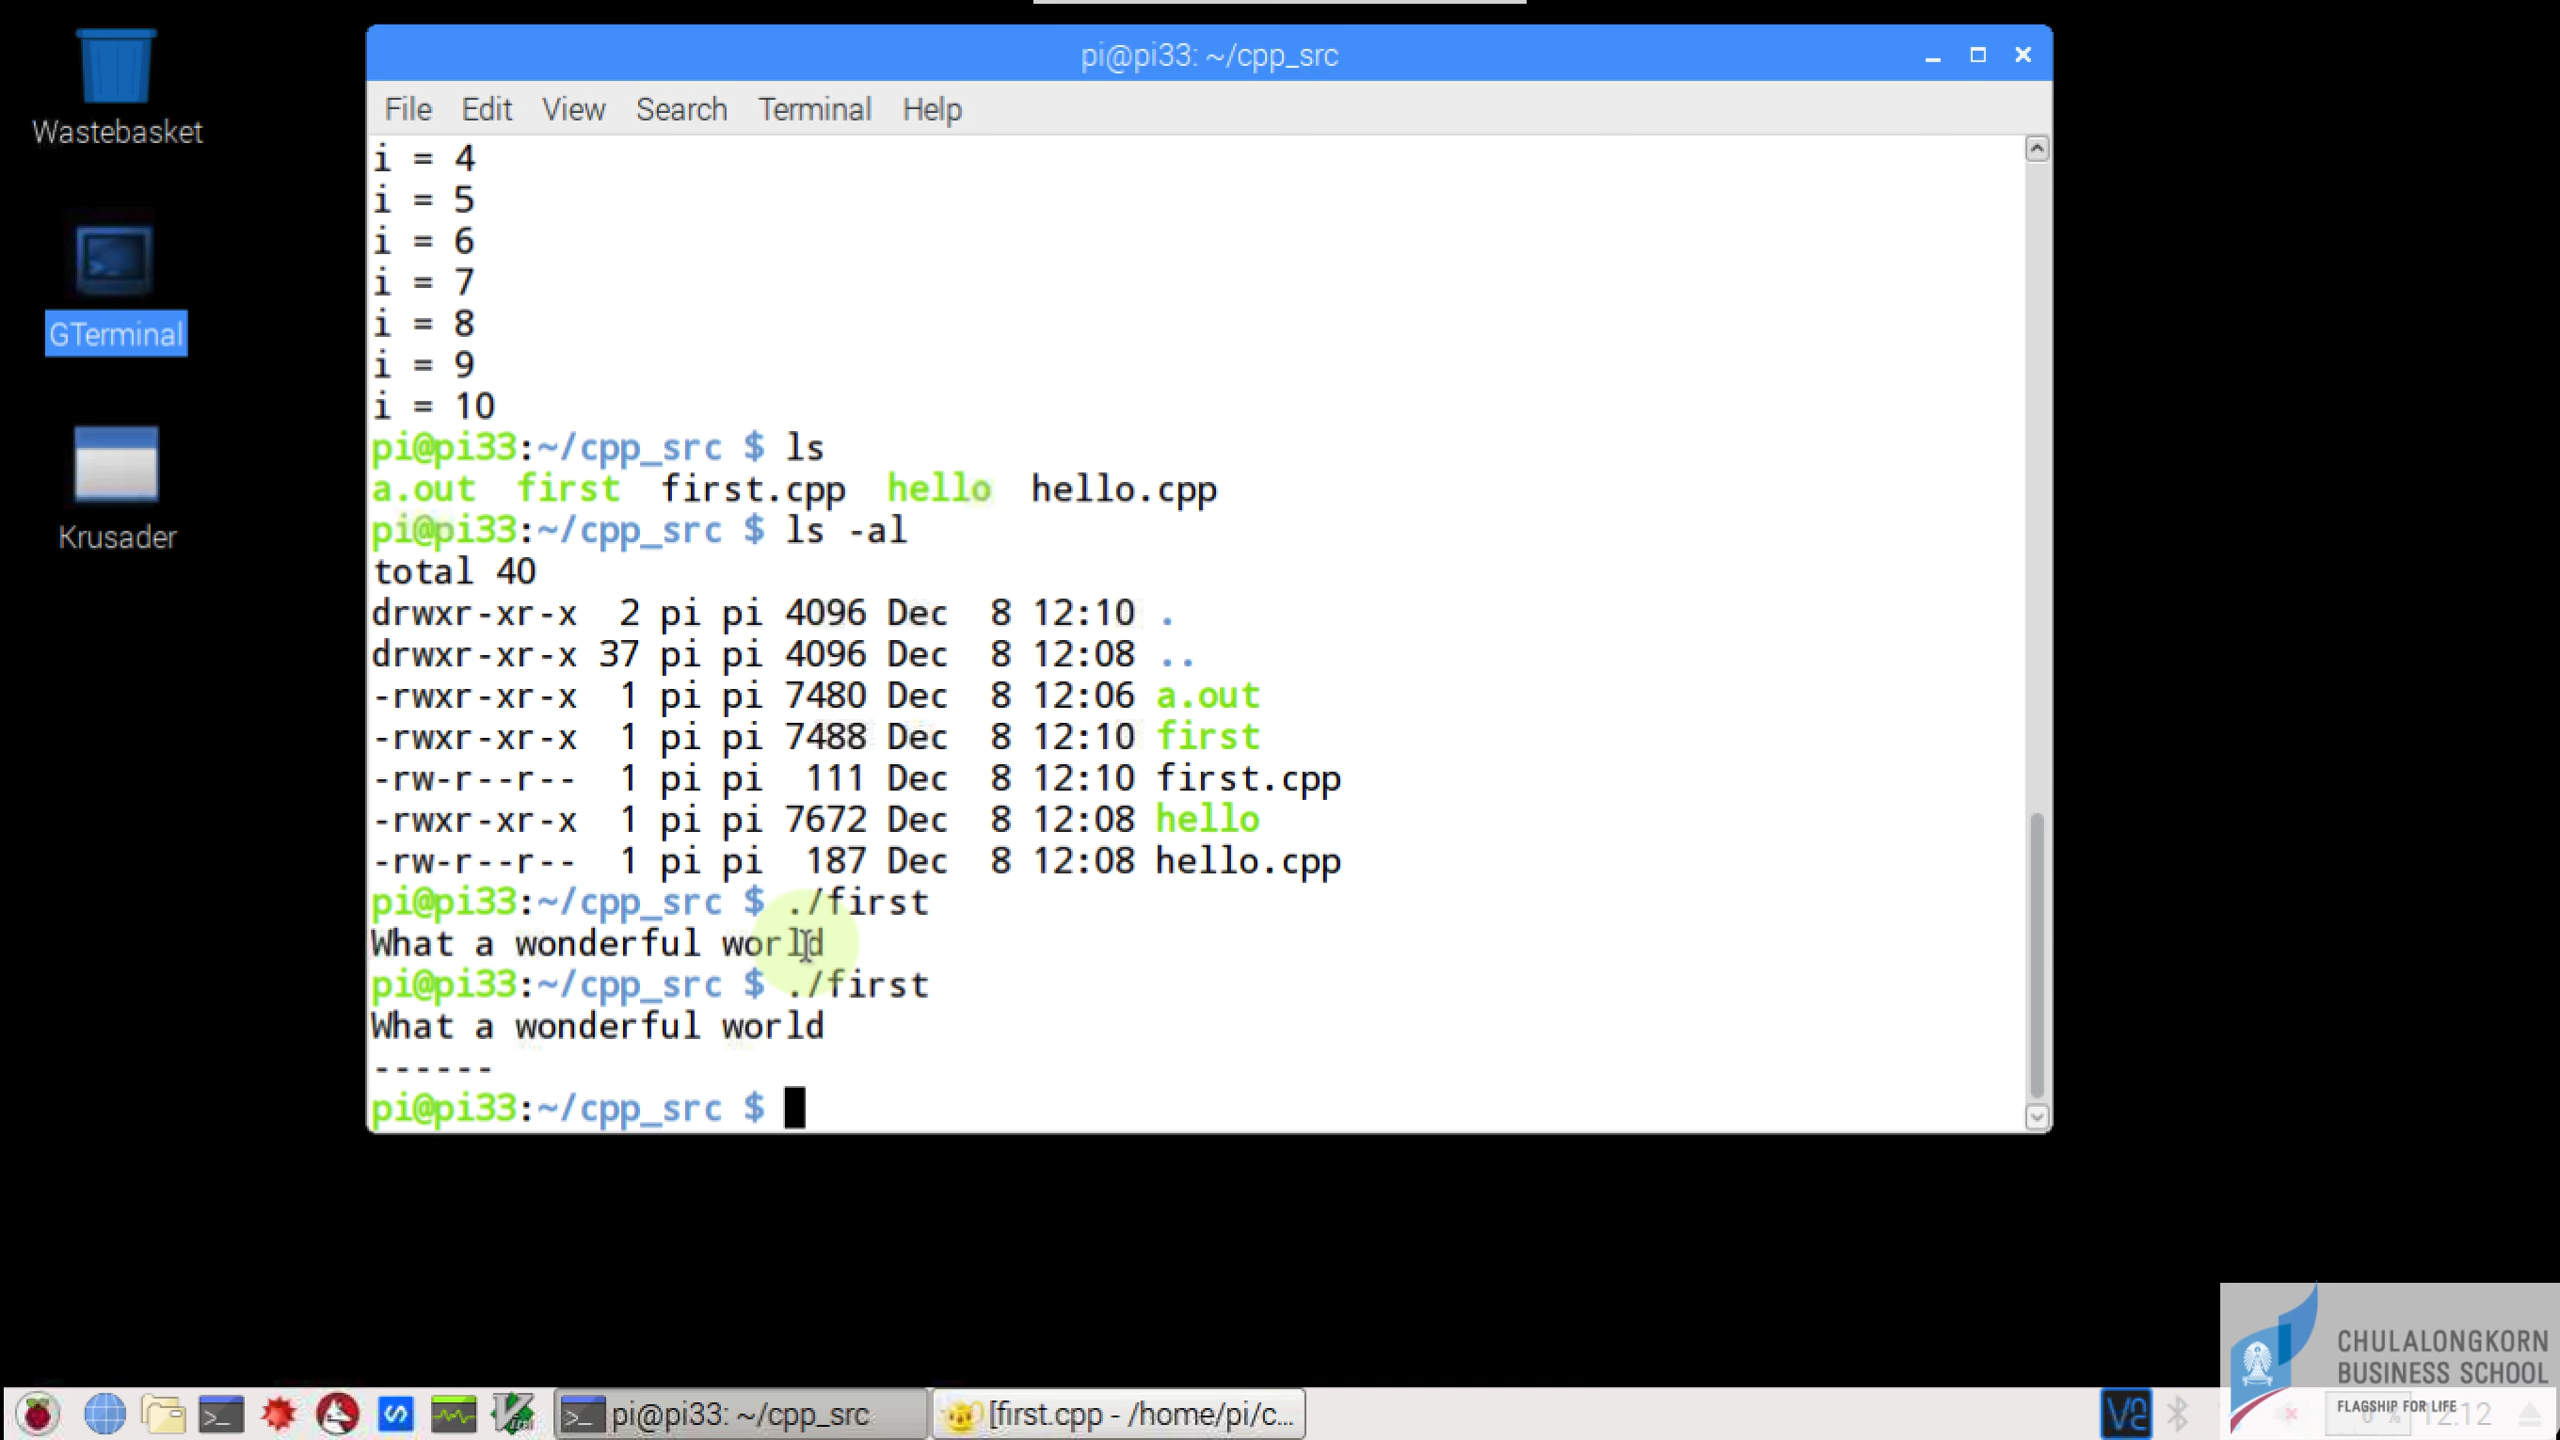 Wastebasket
GTerminal
Krusader
pi@pi33: ~/cpp_src
File Edit View Search Terminal Help
i = 4
i = 5
i = 6
i = 7
i = 8
i = 9
i = 10
pi@pi33:~/cpp_src $ ls
a.out first first.cpp hello hello.cpp
pi@pi33:~/cpp_src $ ls -al
total 40
drwxr-xr-x 2 pi pi 4096 Dec 8 12:10 .
drwxr-xr-x 37 pi pi 4096 Dec 8 12:08 ..
-rwxr-xr-x 1 pi pi 7480 Dec 8 12:06 a.out
-rwxr-xr-x 1 pi pi 7488 Dec 8 12:10 first
-rw-r--r-- 1 pi pi 111 Dec 8 12:10 first.cpp
-rwxr-xr-x 1 pi pi 7672 Dec 8 12:08 hello
-rw-r--r-- 1 pi pi 187 Dec 8 12:08 hello.cpp
pi@pi33:~/cpp_src $ ./first
What a wonderful world
pi@pi33:~/cpp_src $ ./first
What a wonderful world
------
pi@pi33:~/cpp_src $
pi@pi33: ~/cpp_src
[first.cpp - /home/pi/c...
CHULALONGKORN
BUSINESS SCHOOL
FLAGSHIP FOR LIFE
12:12